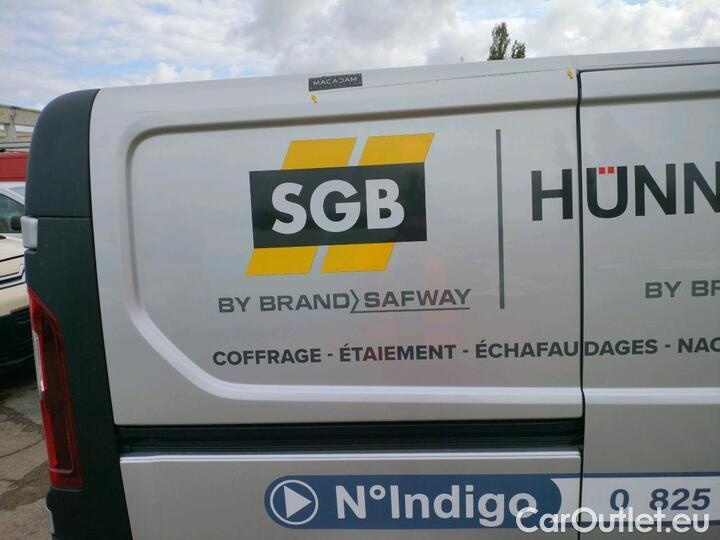 MACADAM
SGB
HÜNN
BY BRAND SAFWAY
BY BR
COFFRAGE - ÉTAIEMENT - ÉCHAFAUDAGES - NAC
N°Indigo 0 825
CarOutlet.eu